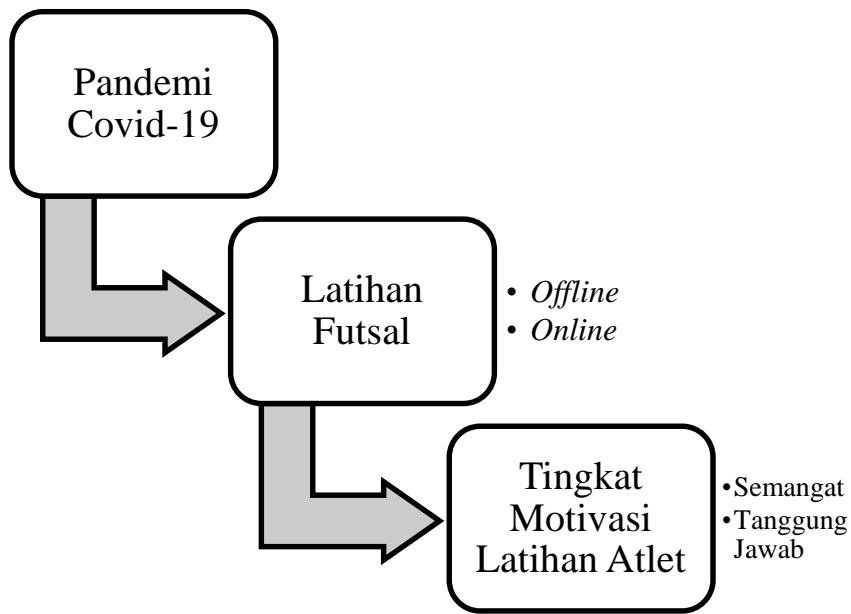 Pandemi
Covid-19
Latihan
Futsal
• Offline
• Online
Tingkat
Motivasi
Latihan Atlet
•Semangat
•Tanggung
Jawab